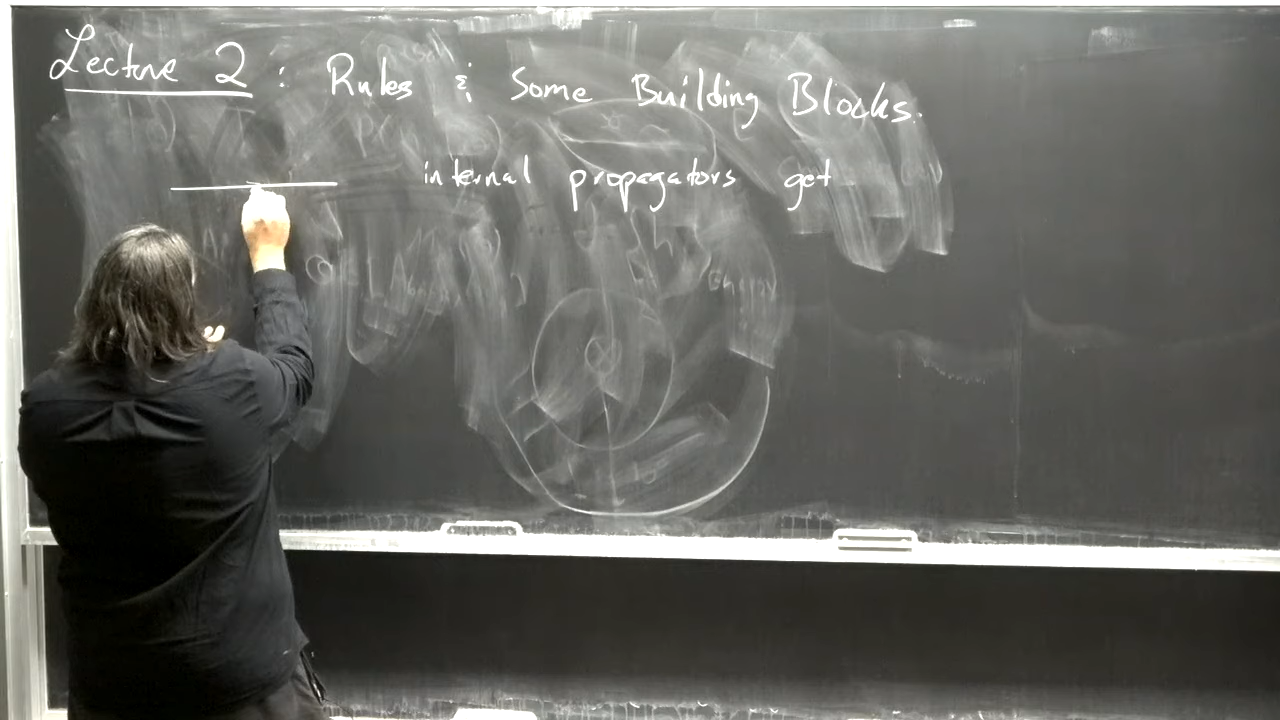 Lecture 2 : Rules & Some Building Blocks.
internal propagators get